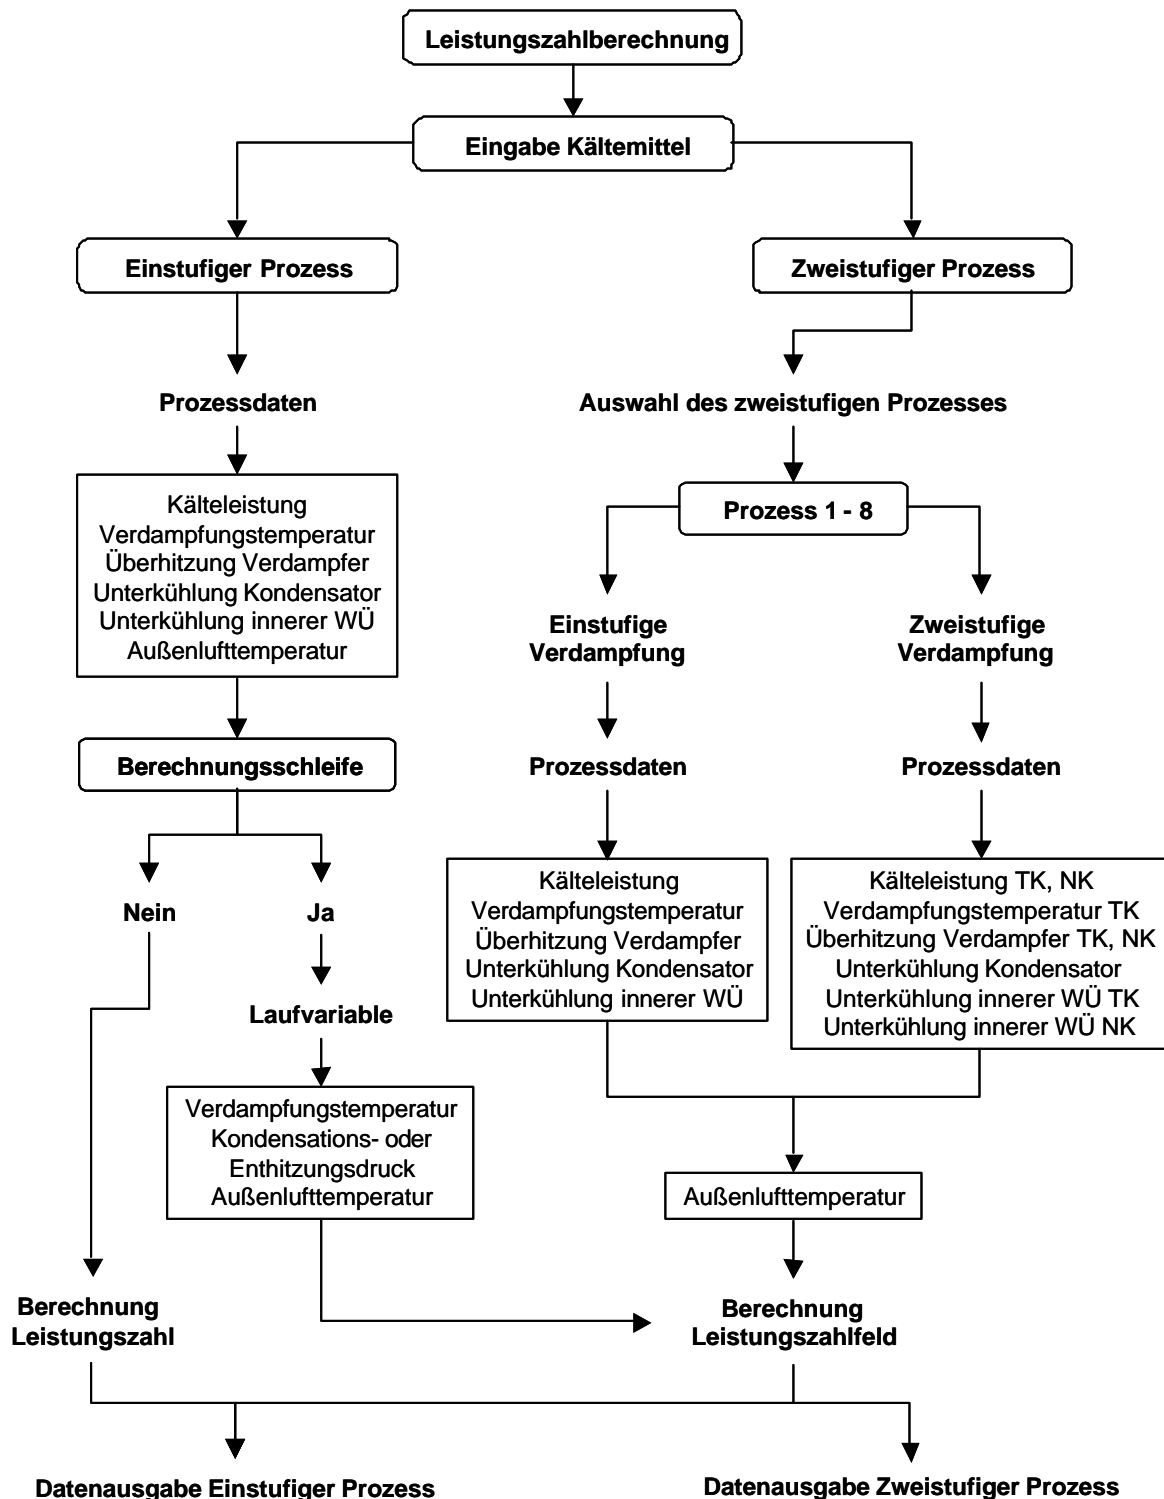 Leistungszahlberechnung
Eingabe Kältemittel
Einstufiger Prozess
Zweistufiger Prozess
Prozessdaten
Auswahl des zweistufigen Prozesses
Kälteleistung
Verdampfungstemperatur
Überhitzung Verdampfer
Unterkühlung Kondensator
Unterkühlung innerer WÜ
Außenlufttemperatur
Prozess 1 - 8
Einstufige
Verdampfung
Zweistufige
Verdampfung
Berechnungsschleife
Prozessdaten
Prozessdaten
Nein
Ja
Kälteleistung
Verdampfungstemperatur
Überhitzung Verdampfer
Unterkühlung Kondensator
Unterkühlung innerer WÜ
Kälteleistung TK, NK
Verdampfungstemperatur TK
Überhitzung Verdampfer TK, NK
Unterkühlung Kondensator
Unterkühlung innerer WÜ TK
Unterkühlung innerer WÜ NK
Laufvariable
Verdampfungstemperatur
Kondensations- oder
Enthitzungsdruck
Außenlufttemperatur
Außenlufttemperatur
Berechnung
Leistungszahl
Berechnung
Leistungszahlfeld
Datenausgabe Einstufiger Prozess
Datenausgabe Zweistufiger Prozess